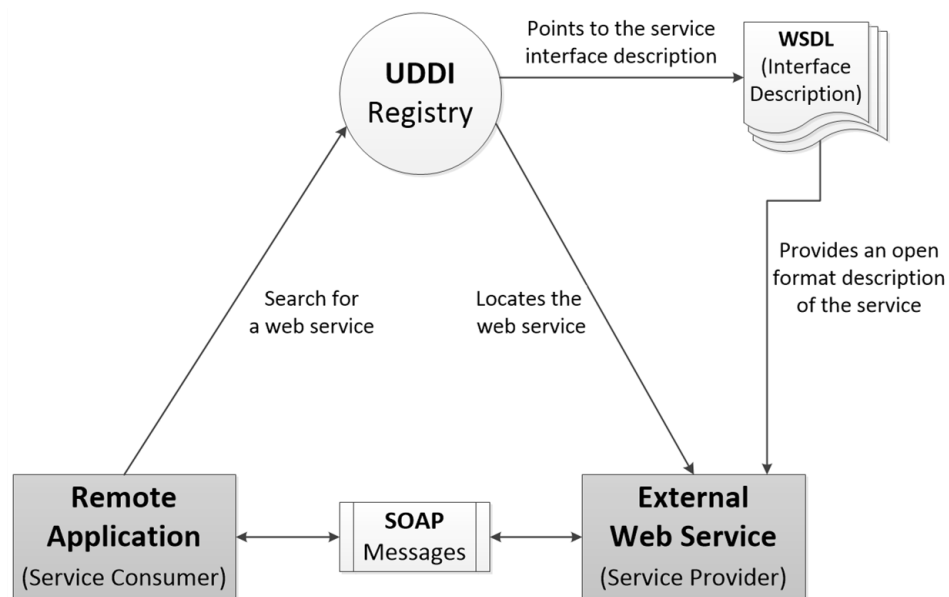 UDDI
Registry
Points to the service
interface description
WSDL
(Interface
Description)
Search for
a web service
Locates the
web service
Provides an open
format description
of the service
Remote
Application
(Service Consumer)
SOAP
Messages
External
Web Service
(Service Provider)